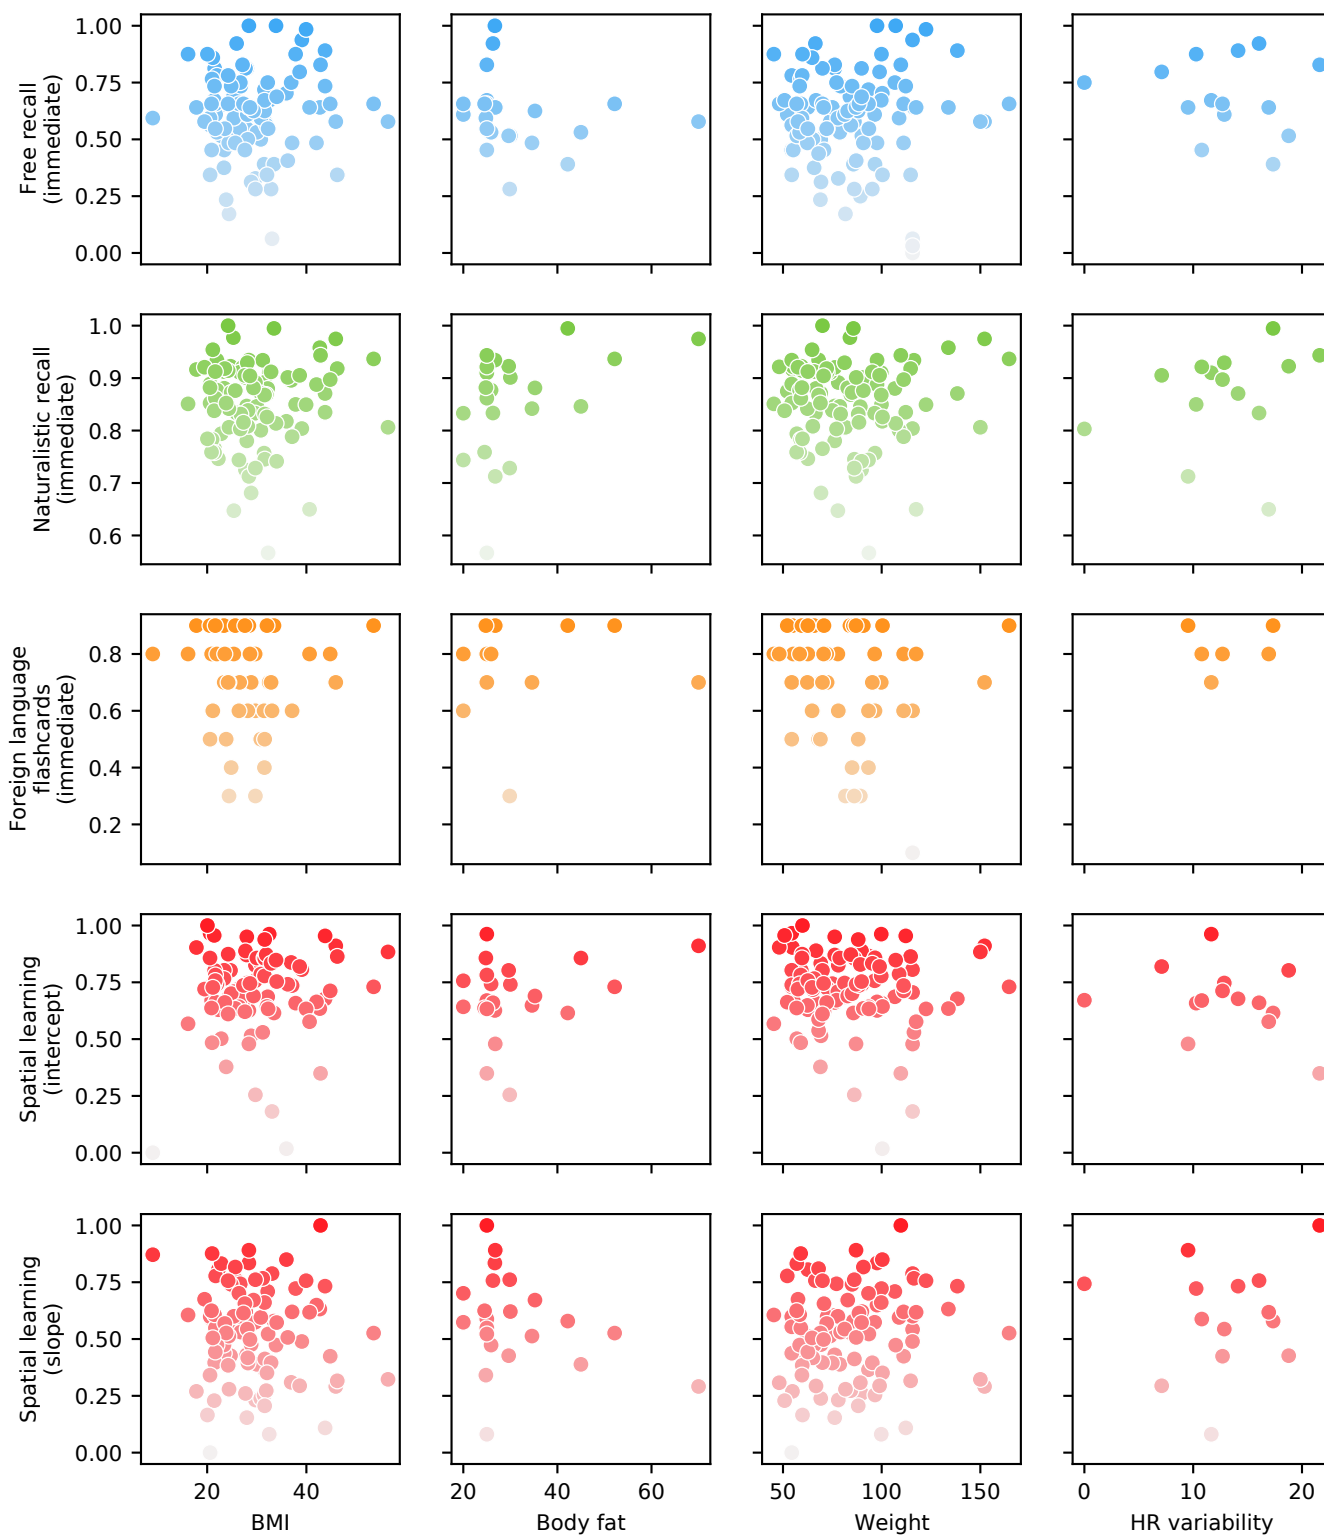 Free recall
(immediate)
1.00
0.75
0.50
0.25
0.00
Naturalistic recall
(immediate)
1.0
0.9
0.8
0.7
0.6
Foreign language
flashcards
(immediate)
0.8
0.6
0.4
0.2
Spatial learning
(intercept)
1.00
0.75
0.50
0.25
0.00
Spatial learning
(slope)
1.00
0.75
0.50
0.25
0.00
20 40
20 40 60
50 100 150
0 10 20
BMI
Body fat
Weight
HR variability